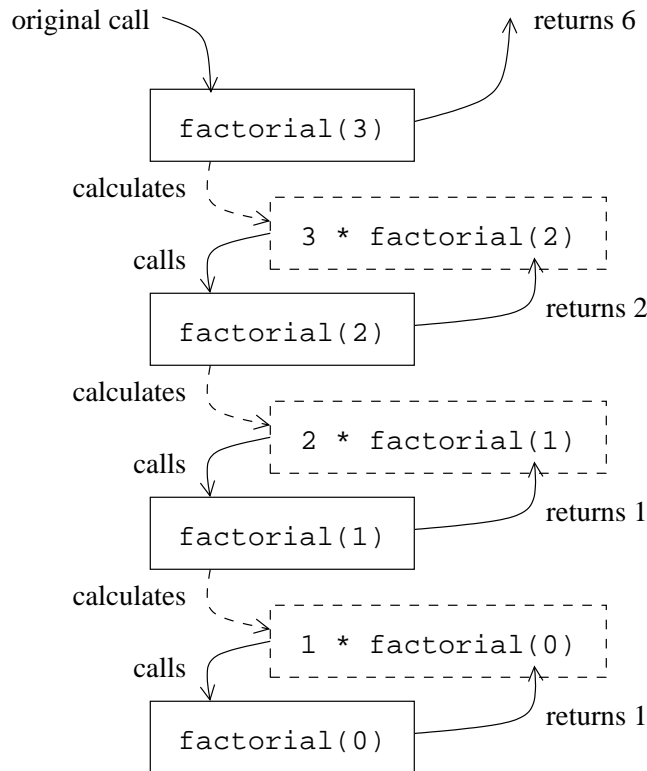 original call
returns 6
factorial(3)
calculates
3 * factorial(2)
calls
returns 2
factorial(2)
calculates
2 * factorial(1)
calls
returns 1
factorial(1)
calculates
1 * factorial(0)
calls
returns 1
factorial(0)